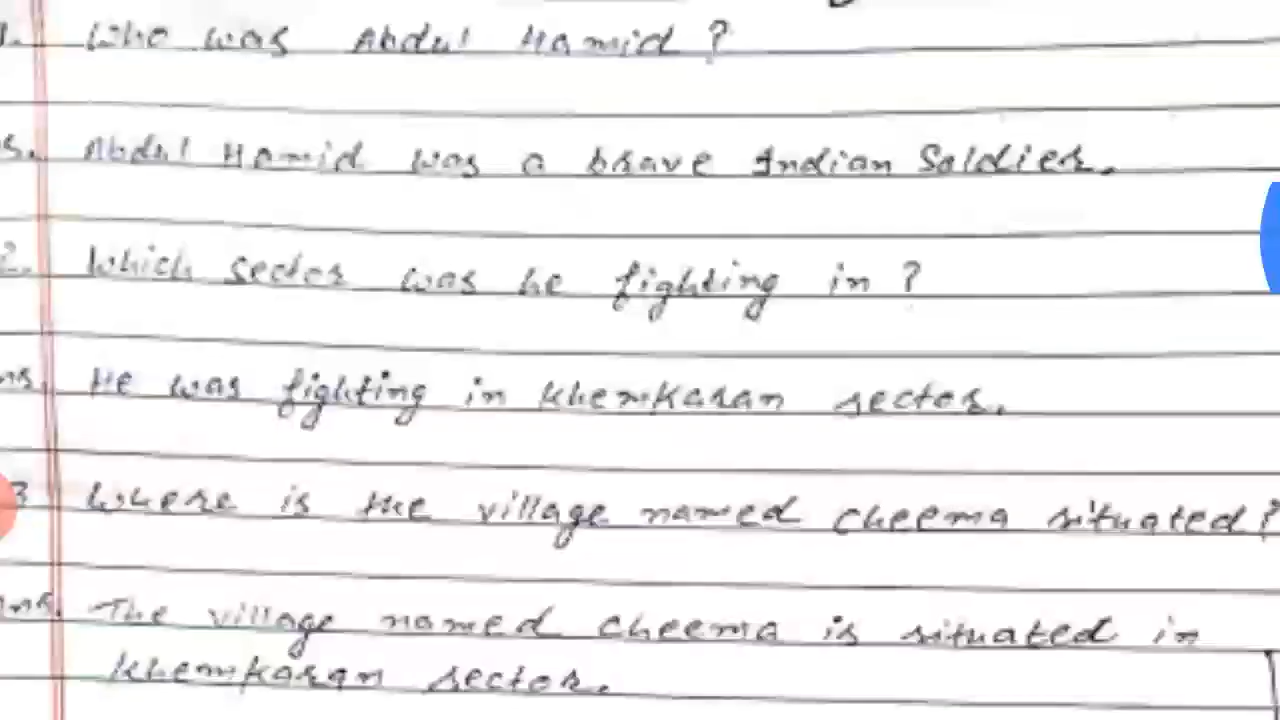 1. Who was Abdul Hamid ?
s. Abdul Hamid was a brave Indian Soldier.
2. Which sector was he fighting in ?
ns. He was fighting in Khemkaran sector.
3 Where is the village named Cheema situated ?
Ans. The village named Cheema is situated in
Khemkaran sector.